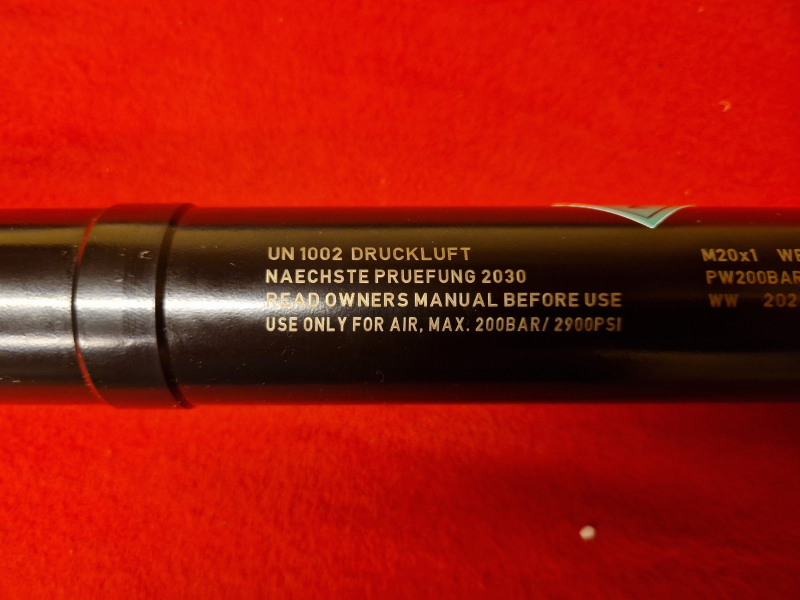 UN 1002 DRUCKLUFT
NAECHSTE PRUEFUNG 2030
READ OWNERS MANUAL BEFORE USE
USE ONLY FOR AIR, MAX. 200BAR/ 2900PSI
M20x1
PW200BAR
WW